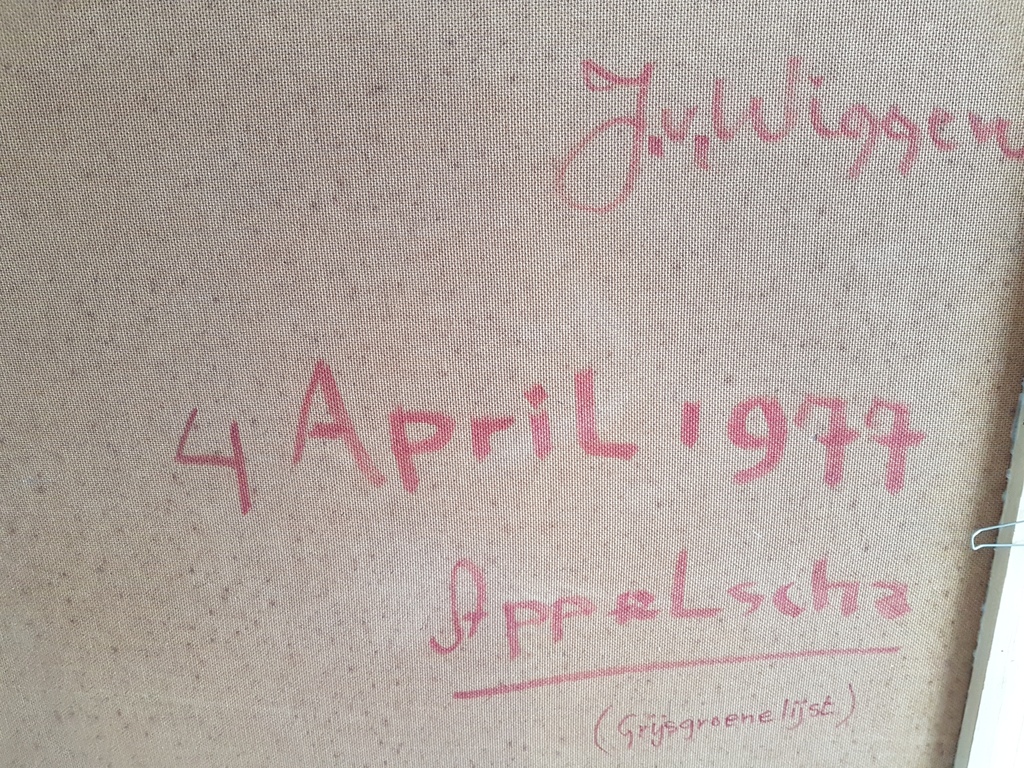 J.v. Wiggen
4 April 1977
Appelscha
(Grijsgroene lijst)